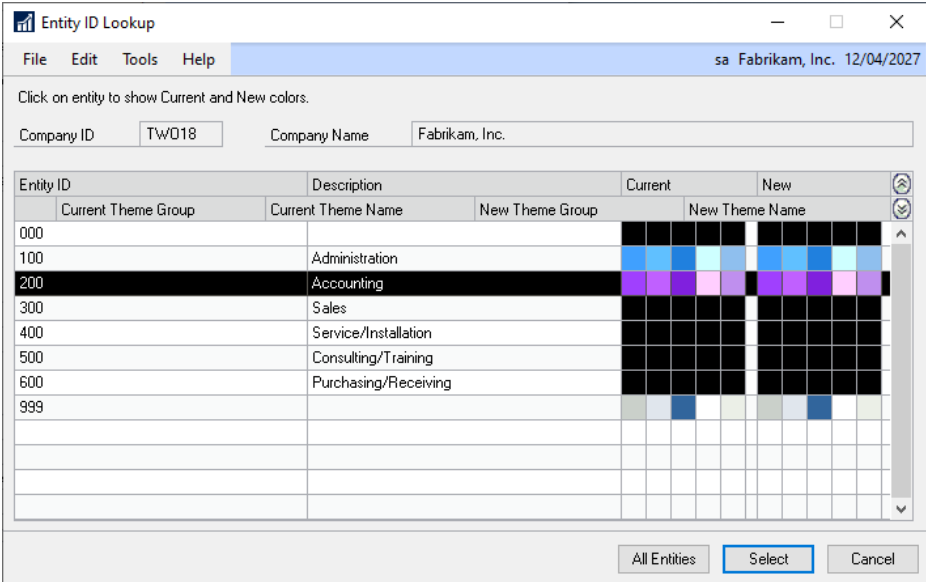 Entity ID Lookup
File Edit Tools Help sa Fabrikam, Inc. 12/04/2027
Click on entity to show Current and New colors.
Company ID TWO18 Company Name Fabrikam, Inc.
Entity ID Description Current New
Current Theme Group Current Theme Name New Theme Group New Theme Name
000
100 Administration
200 Accounting
300 Sales
400 Service/Installation
500 Consulting/Training
600 Purchasing/Receiving
999
All Entities Select Cancel